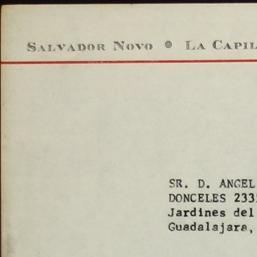 SALVADOR NOVO • LA CAPIL
SR. D. ANGEL
DONCELES 233
Jardines del
Guadalajara,